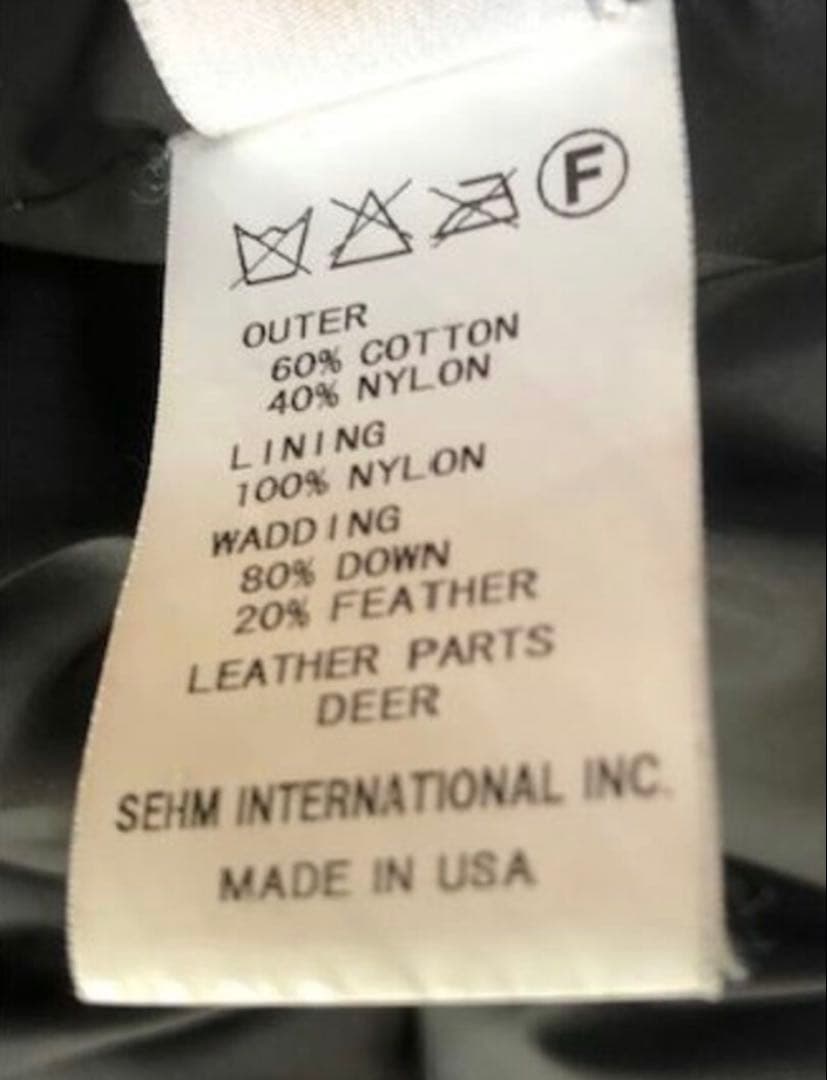 F
OUTER
60% COTTON
40% NYLON
LINING
100% NYLON
WADDING
80% DOWN
20% FEATHER
LEATHER PARTS
DEER
SEHM INTERNATIONAL INC.
MADE IN USA